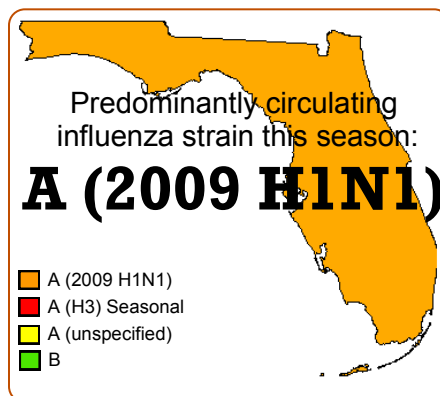 Predominantly circulating
influenza strain this season:
A (2009 H1N1)
A (2009 H1N1)
A (H3) Seasonal
A (unspecified)
B